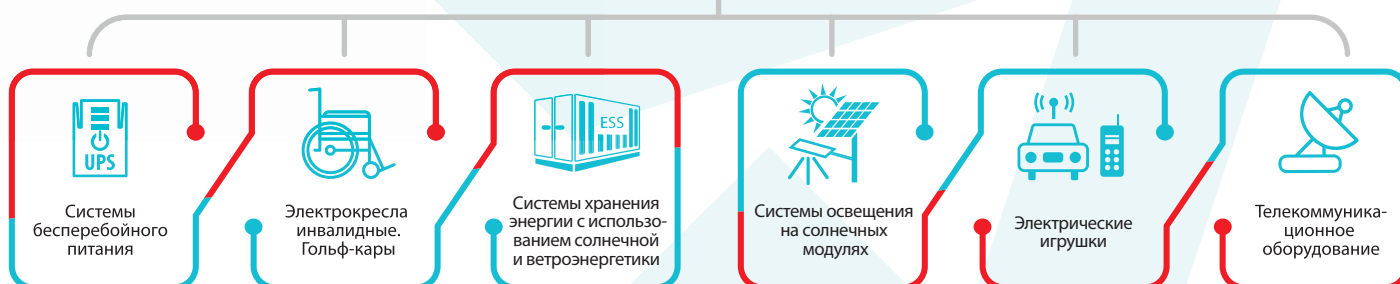 UPS
Системы
бесперебойного
питания
Электрокресла
инвалидные.
Гольф-кары
ESS
Системы хранения
энергии с использо-
ванием солнечной
и ветроэнергетики
Системы освещения
на солнечных
модулях
Электрические
игрушки
Телекоммуника-
ционное
оборудование